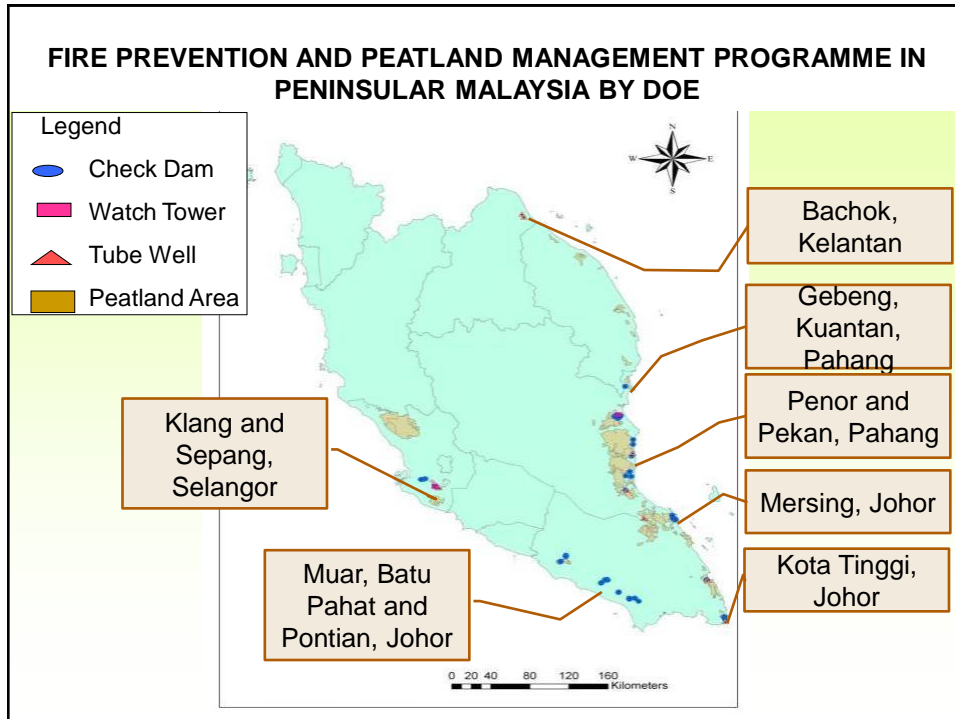 FIRE PREVENTION AND PEATLAND MANAGEMENT PROGRAMME IN
PENINSULAR MALAYSIA BY DOE
Legend
Check Dam
Watch Tower
Tube Well
Peatland Area
N
W
E
S
Bachok,
Kelantan
Gebeng,
Kuantan,
Pahang
Penor and
Pekan, Pahang
Klang and
Sepang,
Selangor
Mersing, Johor
Kota Tinggi,
Johor
Muar, Batu
Pahat and
Pontian, Johor
0 20 40 80 120 160
Kilometers